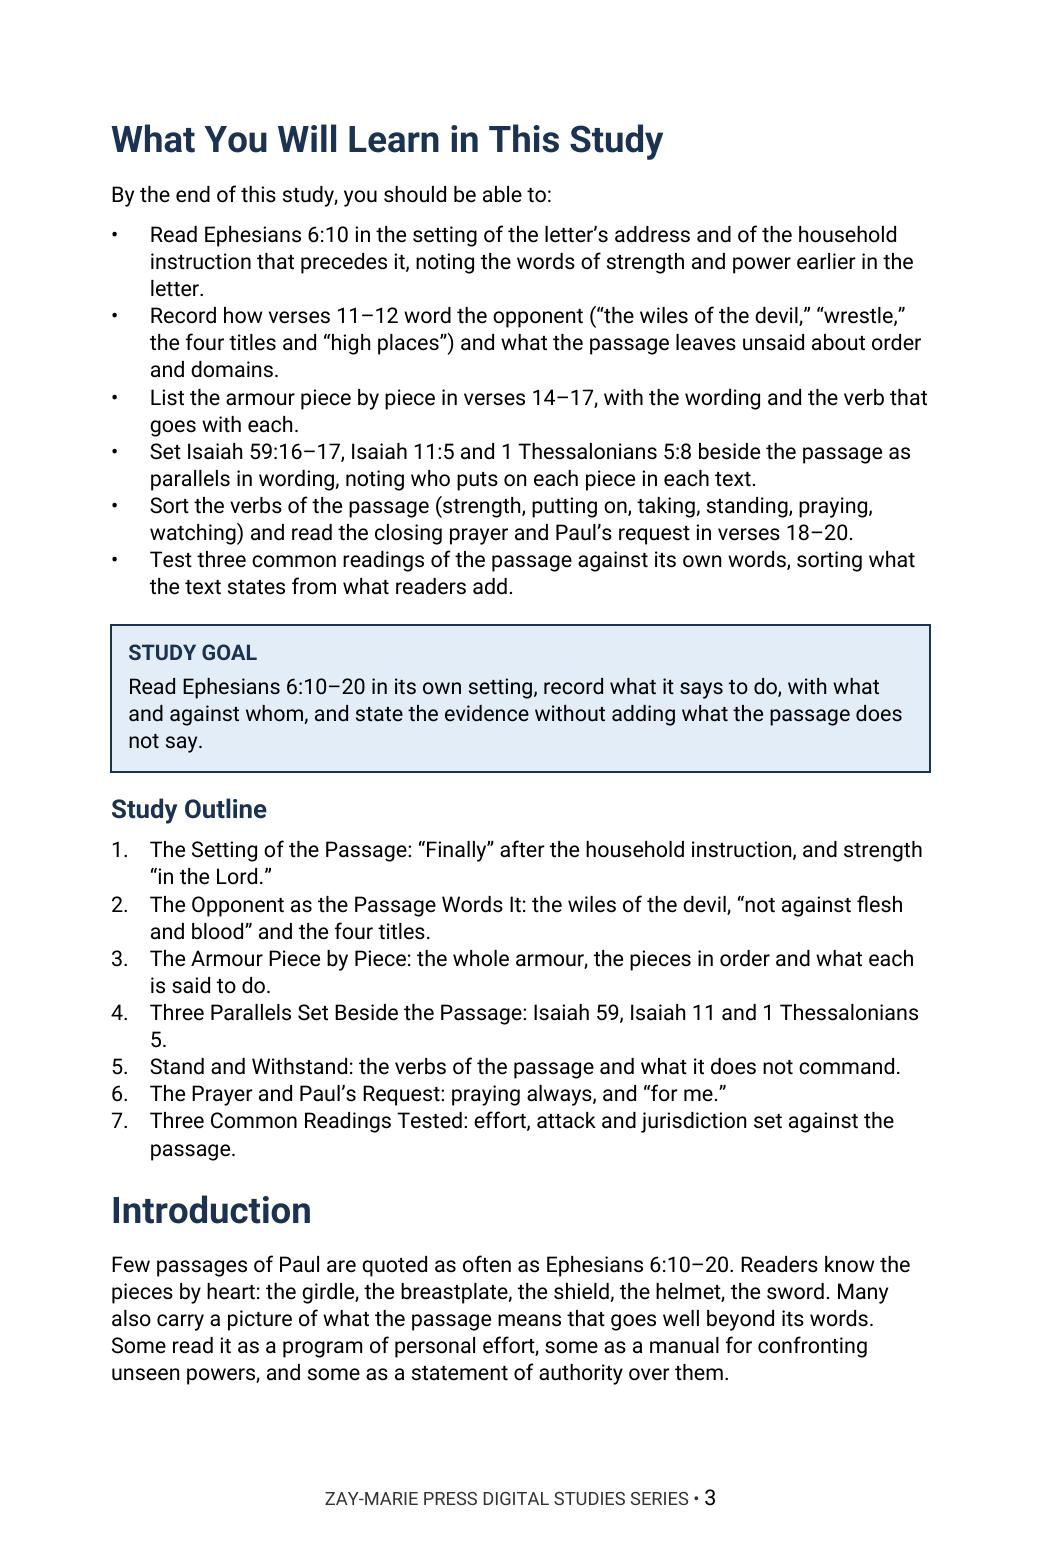 What You Will Learn in This Study
By the end of this study, you should be able to:
• Read Ephesians 6:10 in the setting of the letter’s address and of the household
instruction that precedes it, noting the words of strength and power earlier in the
letter.
• Record how verses 11–12 word the opponent (“the wiles of the devil,” “wrestle,”
the four titles and “high places”) and what the passage leaves unsaid about order
and domains.
• List the armour piece by piece in verses 14–17, with the wording and the verb that
goes with each.
• Set Isaiah 59:16–17, Isaiah 11:5 and 1 Thessalonians 5:8 beside the passage as
parallels in wording, noting who puts on each piece in each text.
• Sort the verbs of the passage (strength, putting on, taking, standing, praying,
watching) and read the closing prayer and Paul’s request in verses 18–20.
• Test three common readings of the passage against its own words, sorting what
the text states from what readers add.
STUDY GOAL
Read Ephesians 6:10–20 in its own setting, record what it says to do, with what
and against whom, and state the evidence without adding what the passage does
not say.
Study Outline
1. The Setting of the Passage: “Finally” after the household instruction, and strength
“in the Lord.”
2. The Opponent as the Passage Words It: the wiles of the devil, “not against flesh
and blood” and the four titles.
3. The Armour Piece by Piece: the whole armour, the pieces in order and what each
is said to do.
4. Three Parallels Set Beside the Passage: Isaiah 59, Isaiah 11 and 1 Thessalonians
5.
5. Stand and Withstand: the verbs of the passage and what it does not command.
6. The Prayer and Paul’s Request: praying always, and “for me.”
7. Three Common Readings Tested: effort, attack and jurisdiction set against the
passage.
Introduction
Few passages of Paul are quoted as often as Ephesians 6:10–20. Readers know the
pieces by heart: the girdle, the breastplate, the shield, the helmet, the sword. Many
also carry a picture of what the passage means that goes well beyond its words.
Some read it as a program of personal effort, some as a manual for confronting
unseen powers, and some as a statement of authority over them.
ZAY-MARIE PRESS DIGITAL STUDIES SERIES • 3